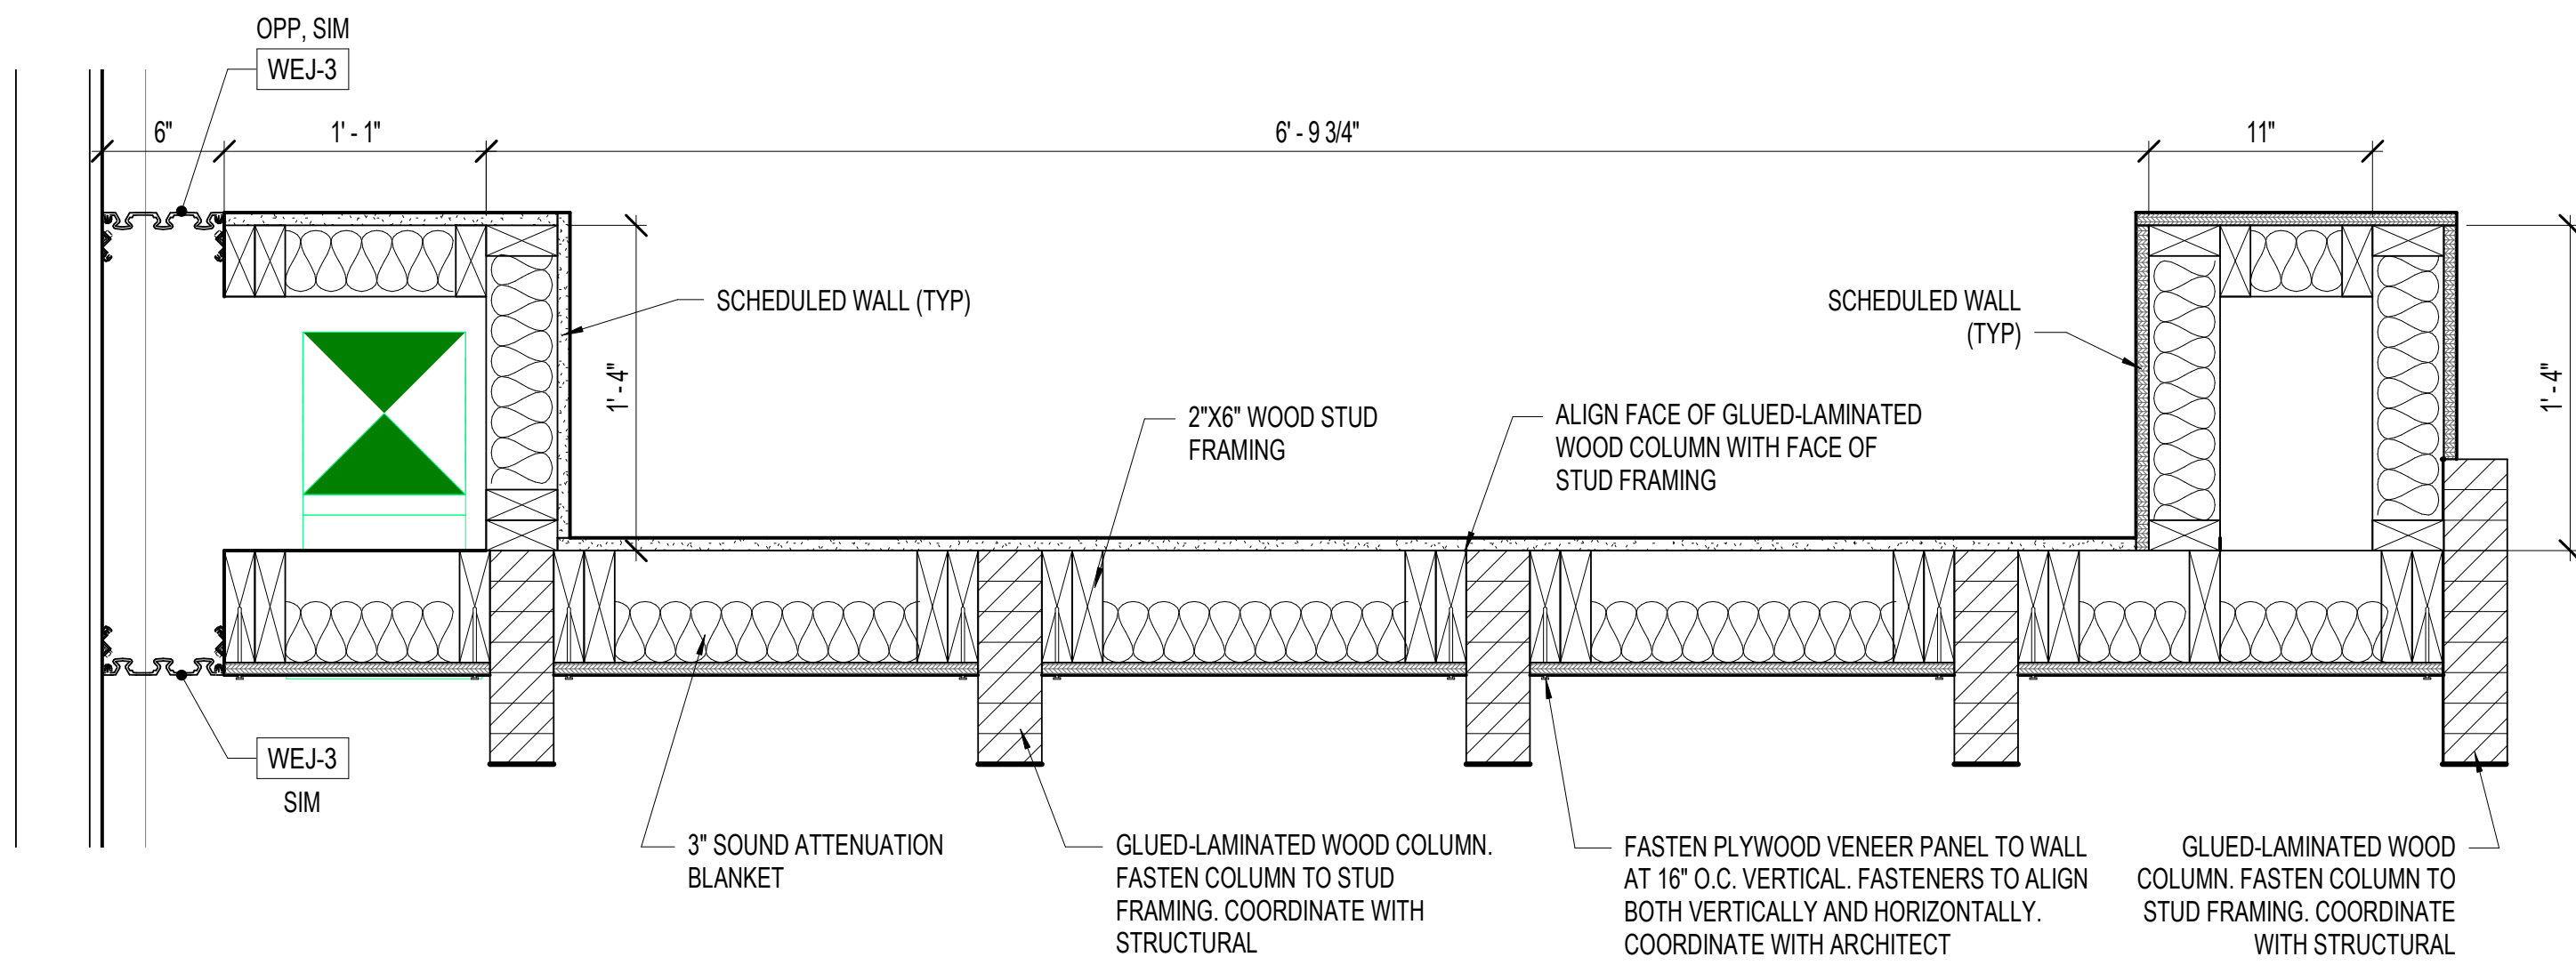 OPP, SIM
WEJ-3
6"
1' - 1"
6' - 9 3/4"
11"
SCHEDULED WALL (TYP)
1' - 4"
SCHEDULED WALL
(TYP)
1' - 4"
2"X6" WOOD STUD
FRAMING
ALIGN FACE OF GLUED-LAMINATED
WOOD COLUMN WITH FACE OF
STUD FRAMING
WEJ-3
SIM
3" SOUND ATTENUATION
BLANKET
GLUED-LAMINATED WOOD COLUMN.
FASTEN COLUMN TO STUD
FRAMING. COORDINATE WITH
STRUCTURAL
FASTEN PLYWOOD VENEER PANEL TO WALL
AT 16" O.C. VERTICAL. FASTENERS TO ALIGN
BOTH VERTICALLY AND HORIZONTALLY.
COORDINATE WITH ARCHITECT
GLUED-LAMINATED WOOD
COLUMN. FASTEN COLUMN TO
STUD FRAMING. COORDINATE
WITH STRUCTURAL